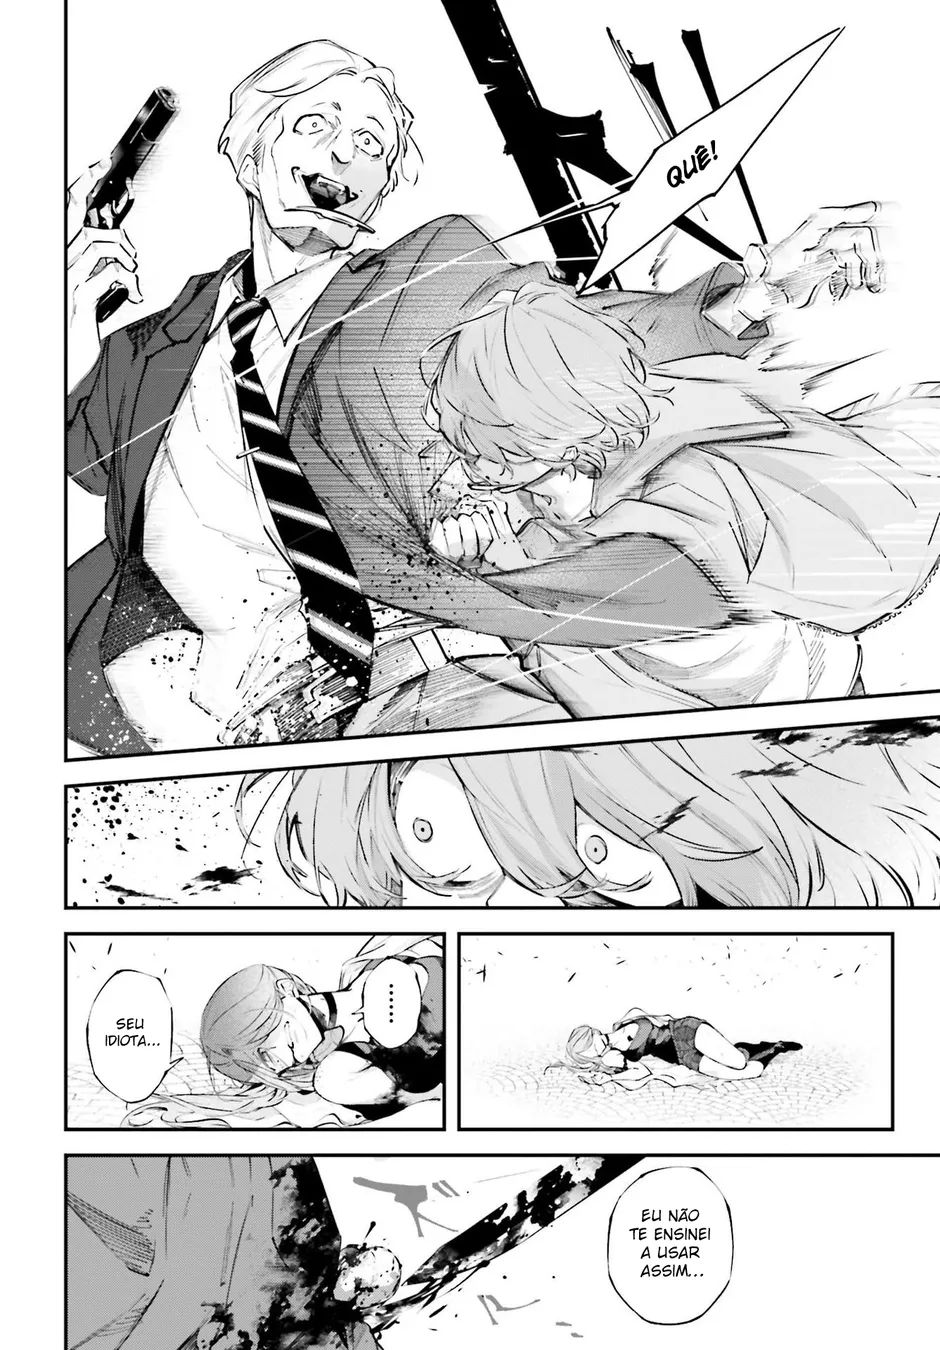 QUÊ!
......
SEU
IDIOTA...
EU NÃO
TE ENSINEI
A USAR
ASSIM...